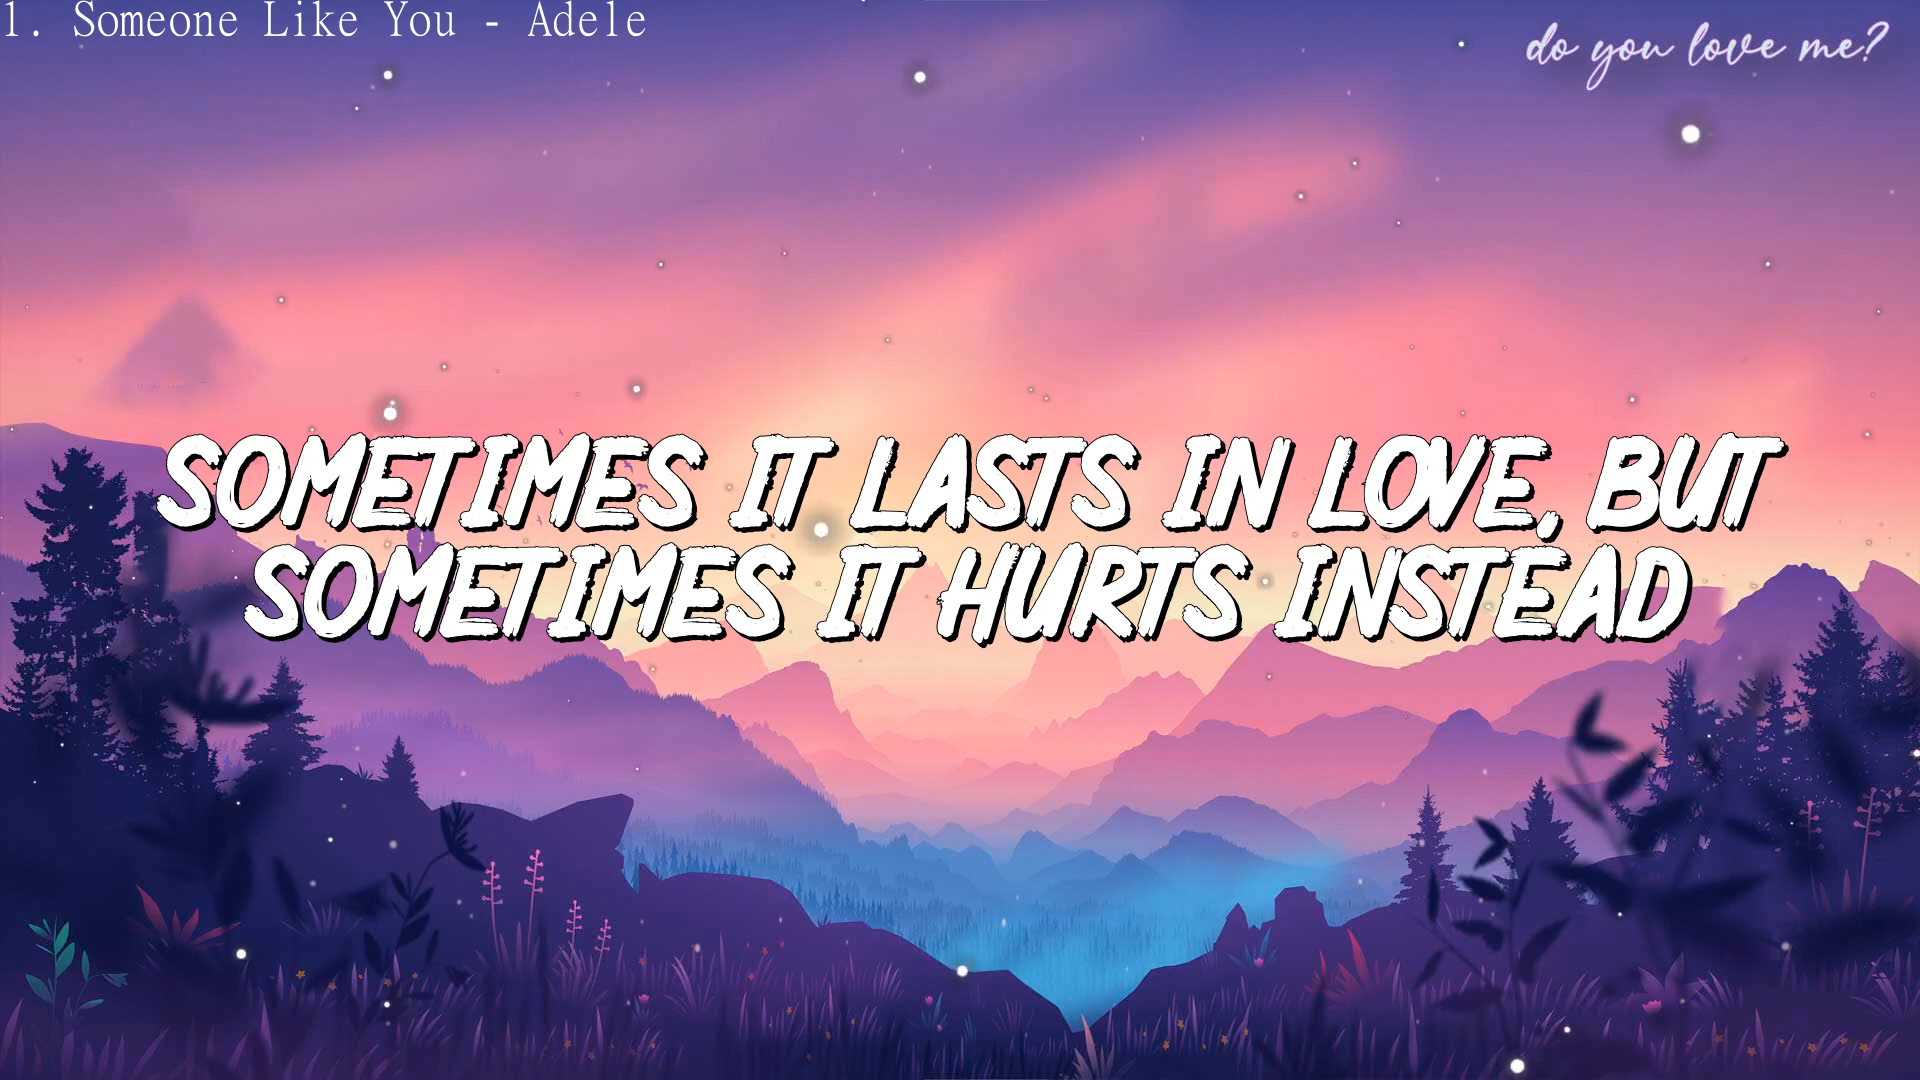 1. Someone Like You - Adele
do you love me?
SOMETIMES IT LASTS IN LOVE, BUT
SOMETIMES IT HURTS INSTEAD